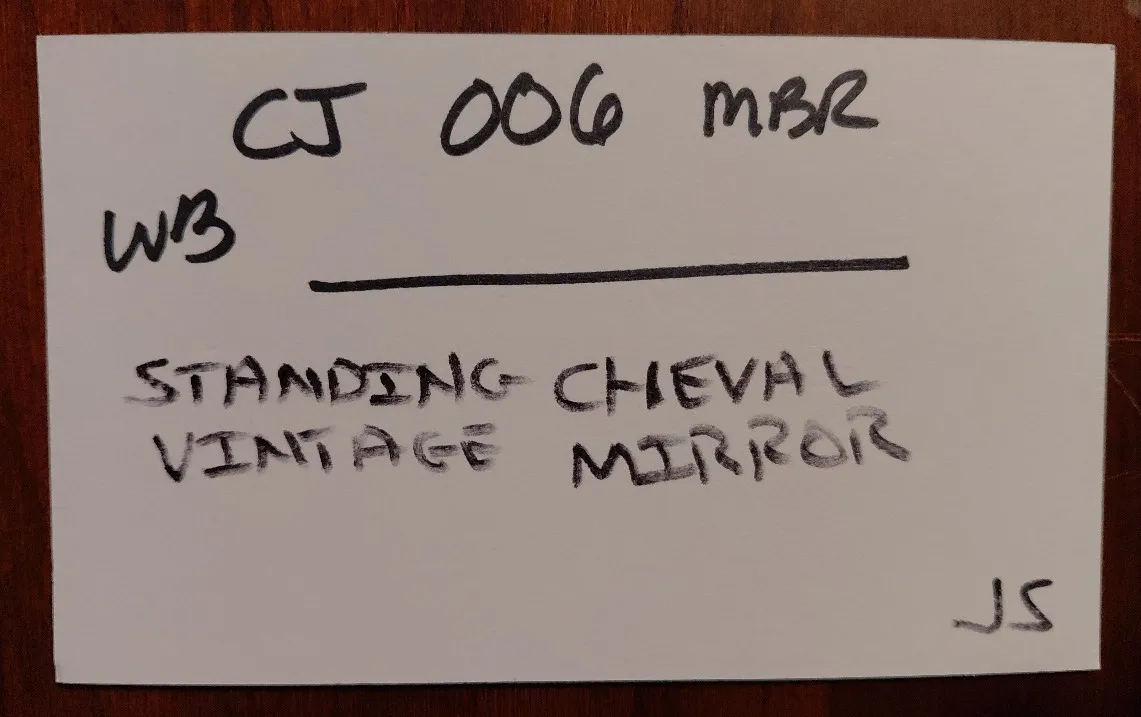 CJ 006 MBR
WB
STANDING CHEVAL
VINTAGE MIRROR
JS